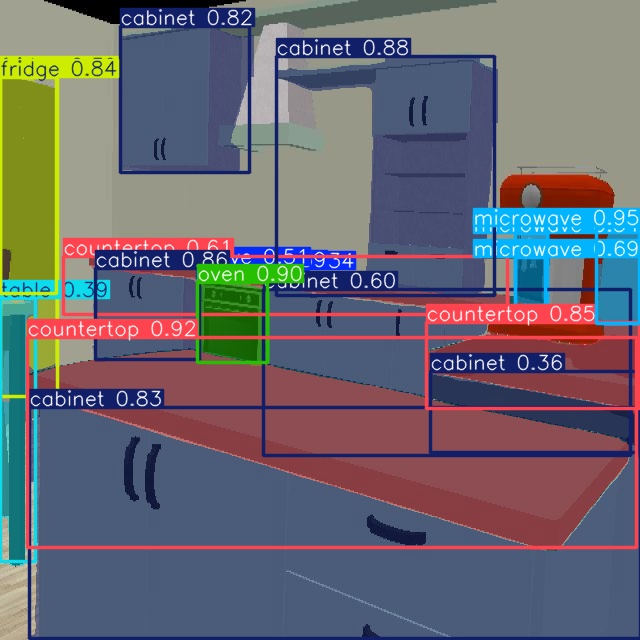 cabinet 0.82
cabinet 0.88
fridge 0.84
microwave 0.95
countertop 0.61
microwave 0.69
cabinet 0.86
oven 0.90
cabinet 0.60
table 0.39
countertop 0.85
countertop 0.92
cabinet 0.36
cabinet 0.83